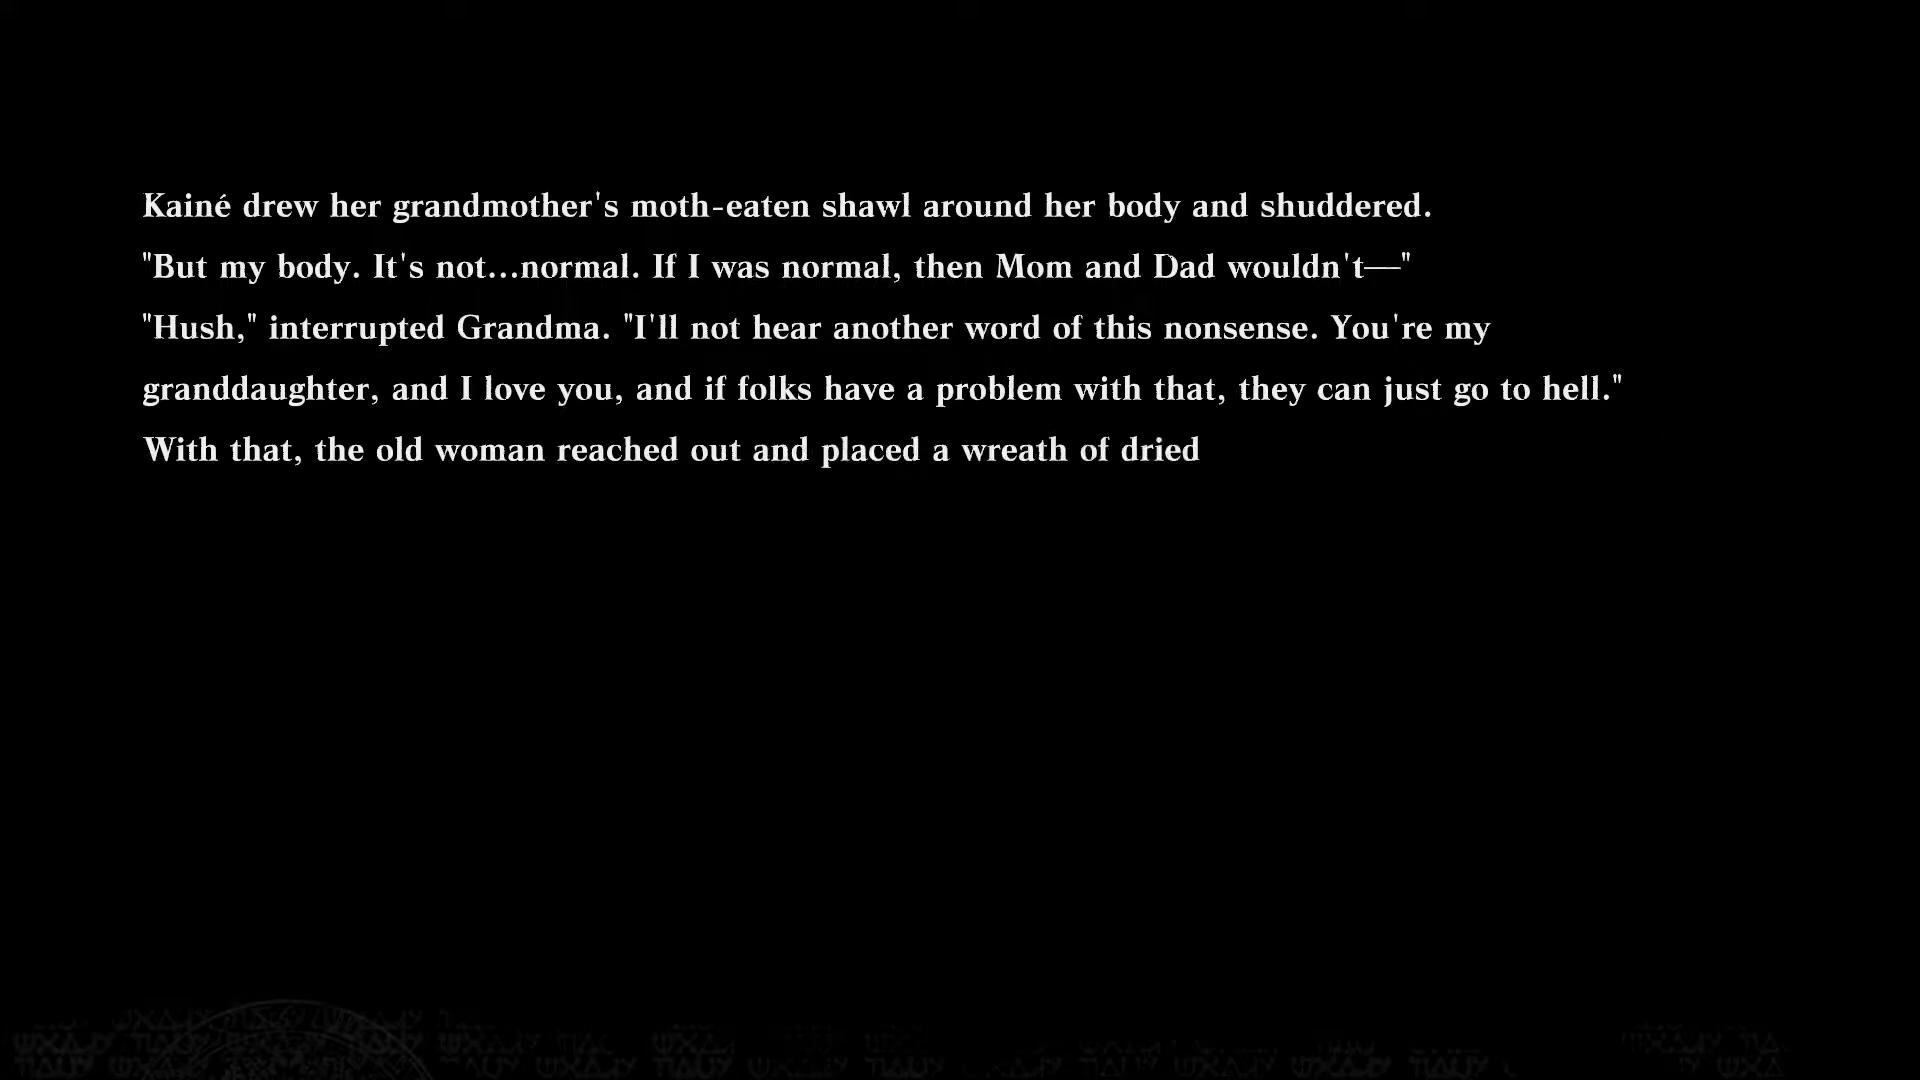 Kainé drew her grandmother's moth-eaten shawl around her body and shuddered.
"But my body. It's not...normal. If I was normal, then Mom and Dad wouldn't—"
"Hush," interrupted Grandma. "I'll not hear another word of this nonsense. You're my
granddaughter, and I love you, and if folks have a problem with that, they can just go to hell."
With that, the old woman reached out and placed a wreath of dried